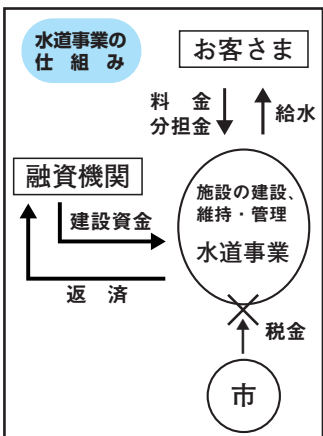 水道事業の
仕組み
お客さま
料金
分担金
給水
融資機関
建設資金
返済
施設の建設、
維持・管理
水道事業
税金
市